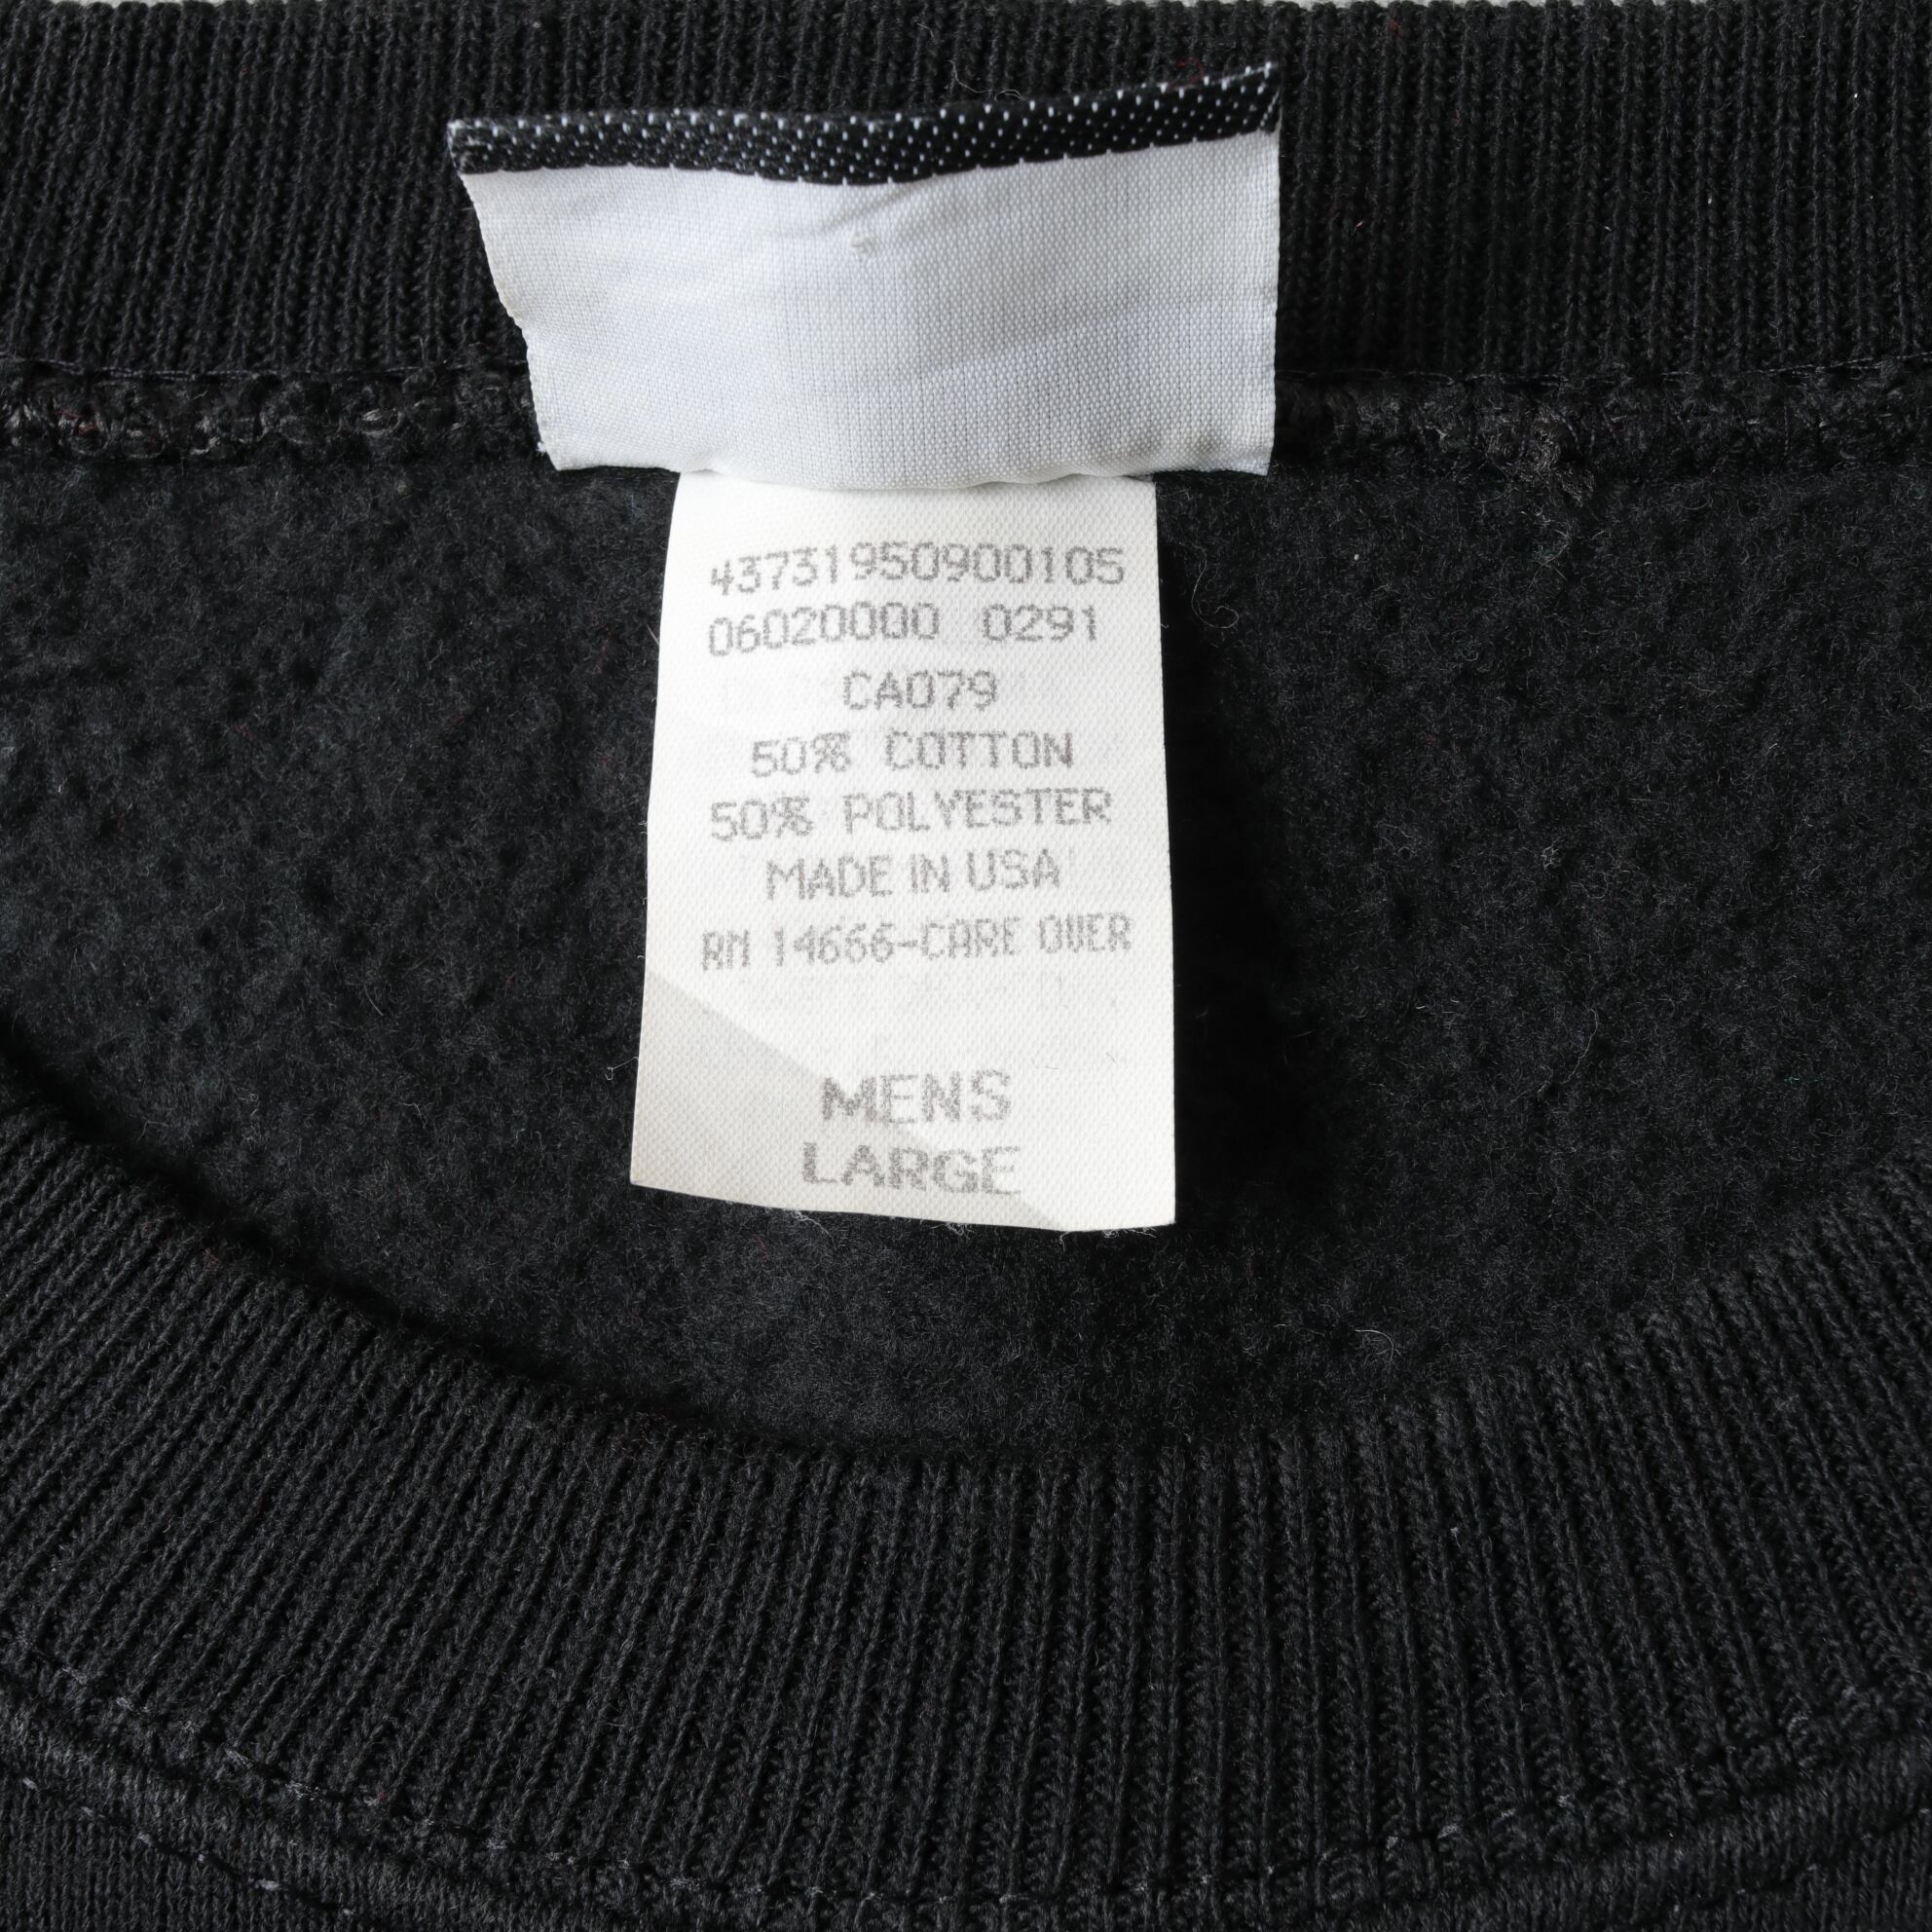 43731950900105
06020000 0291
CA079
50% COTTON
50% POLYESTER
MADE IN USA
RN 14666-CARE OVER
MENS
LARGE